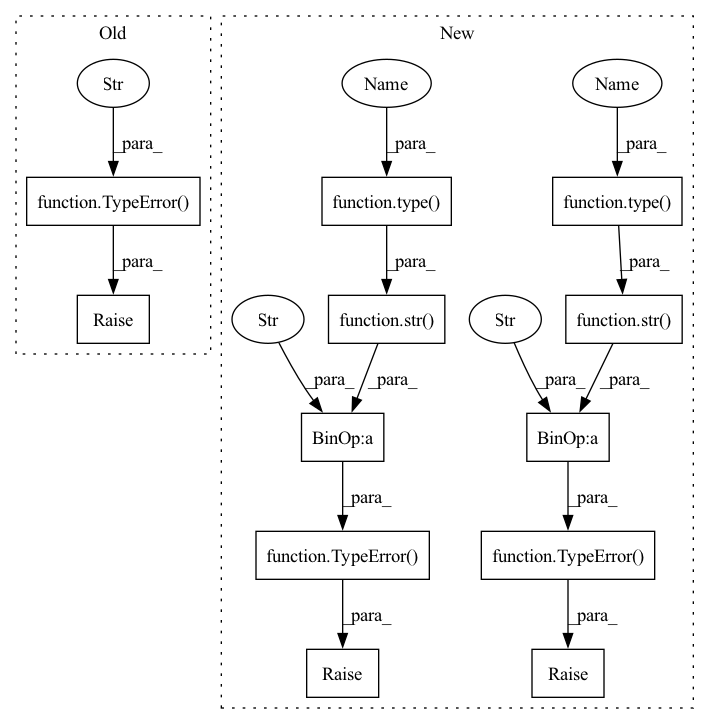 Old
New
Str
Name
Name
_para_
_para_
_para_
function.TypeError()
function.type()
function.type()
_para_
_para_
_para_
Raise
Str
function.str()
Str
function.str()
_para_
_para_
_para_
_para_
BinOp:a
BinOp:a
_para_
_para_
function.TypeError()
function.TypeError()
_para_
_para_
Raise
Raise